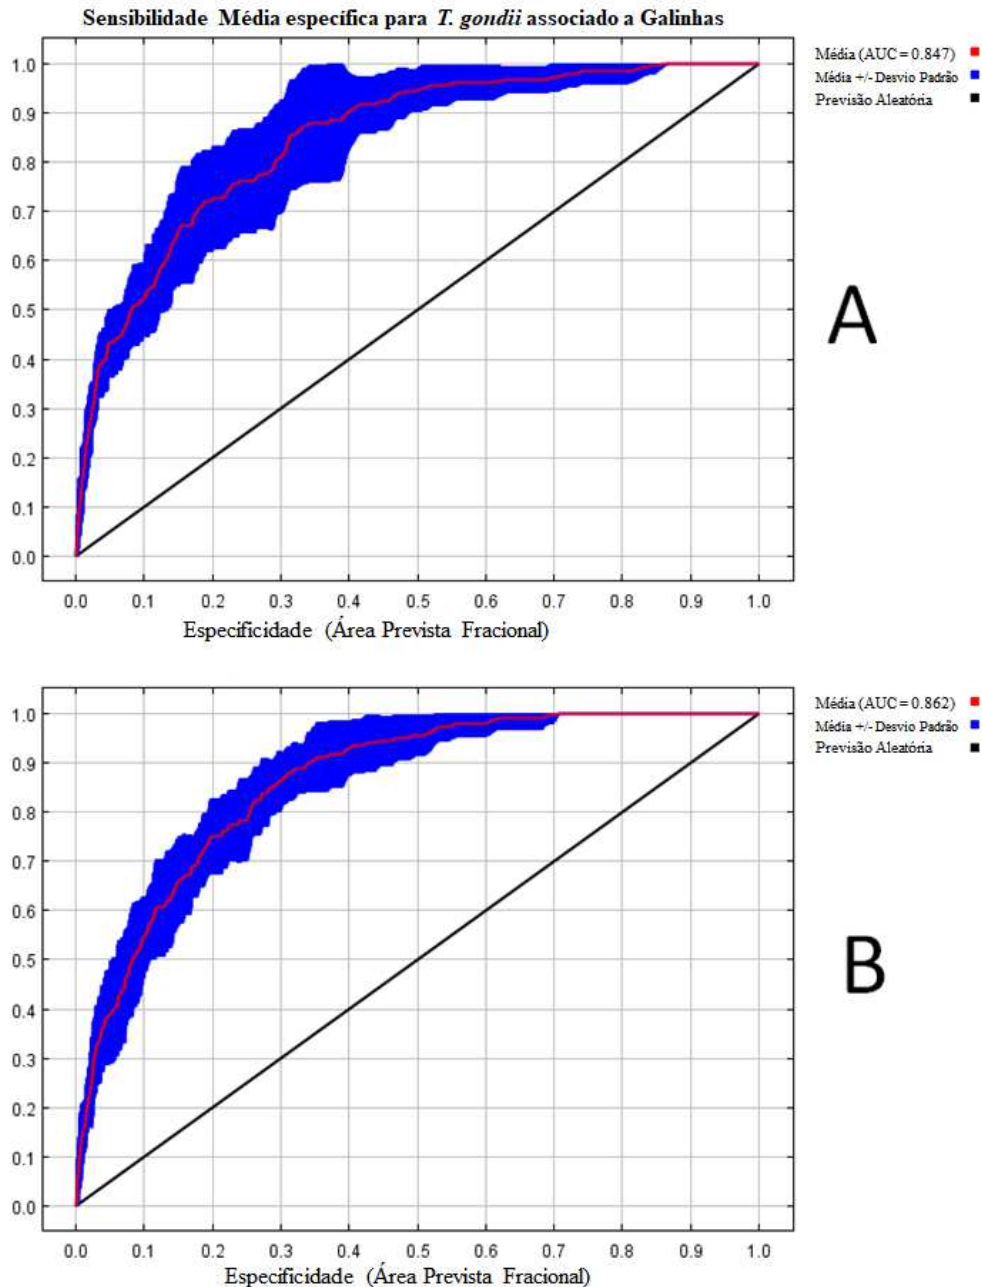 Sensibilidade Média específica para T. gondii associado a Galinhas
Média (AUC = 0.847)
Média +/- Desvio Padrão
Previsão Aleatória
1.0
0.9
0.8
0.7
0.6
0.5
0.4
0.3
0.2
0.1
0.0
A
0.0 0.1 0.2 0.3 0.4 0.5 0.6 0.7 0.8 0.9 1.0
Especificidade (Área Prevista Fracional)
Média (AUC = 0.862)
Média +/- Desvio Padrão
Previsão Aleatória
1.0
0.9
0.8
0.7
0.6
0.5
0.4
0.3
0.2
0.1
0.0
B
0.0 0.1 0.2 0.3 0.4 0.5 0.6 0.7 0.8 0.9 1.0
Especificidade (Área Prevista Fracional)